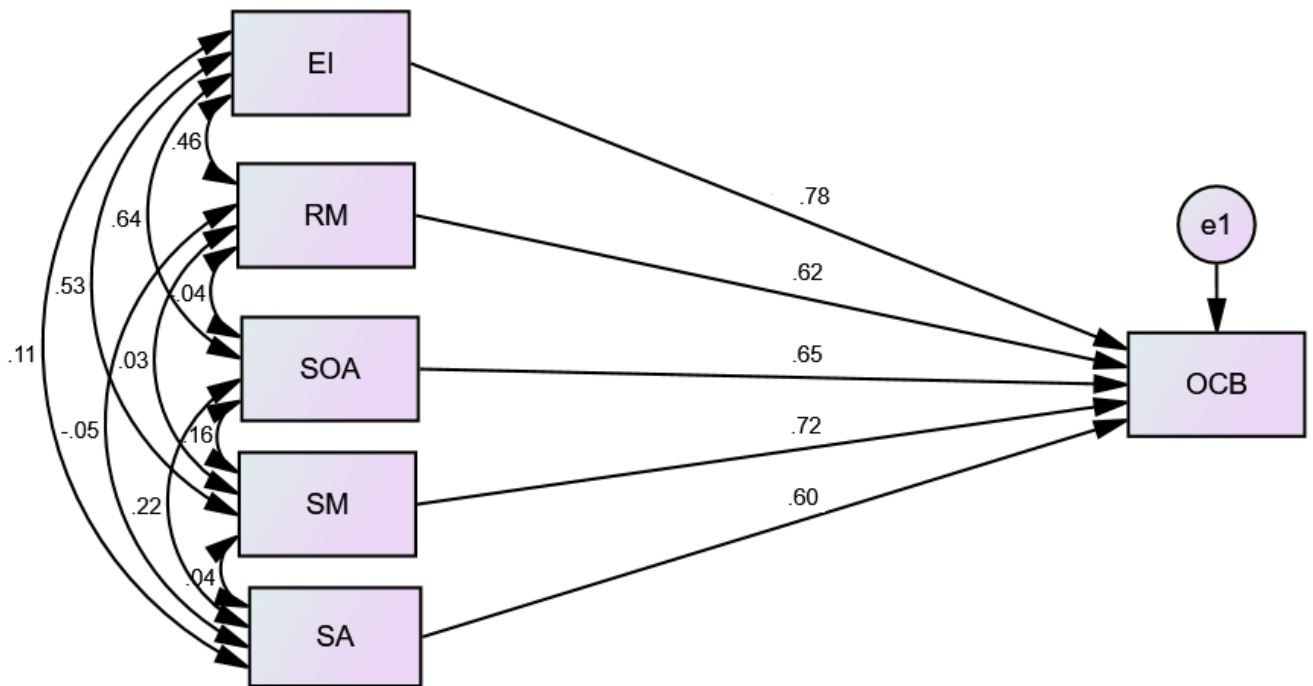 EI
.46
.78
RM
.64
.62
e1
.53
-.04
SOA
.65
OCB
.11
.03
-.05
.16
.72
SM
.22
.60
.04
SA